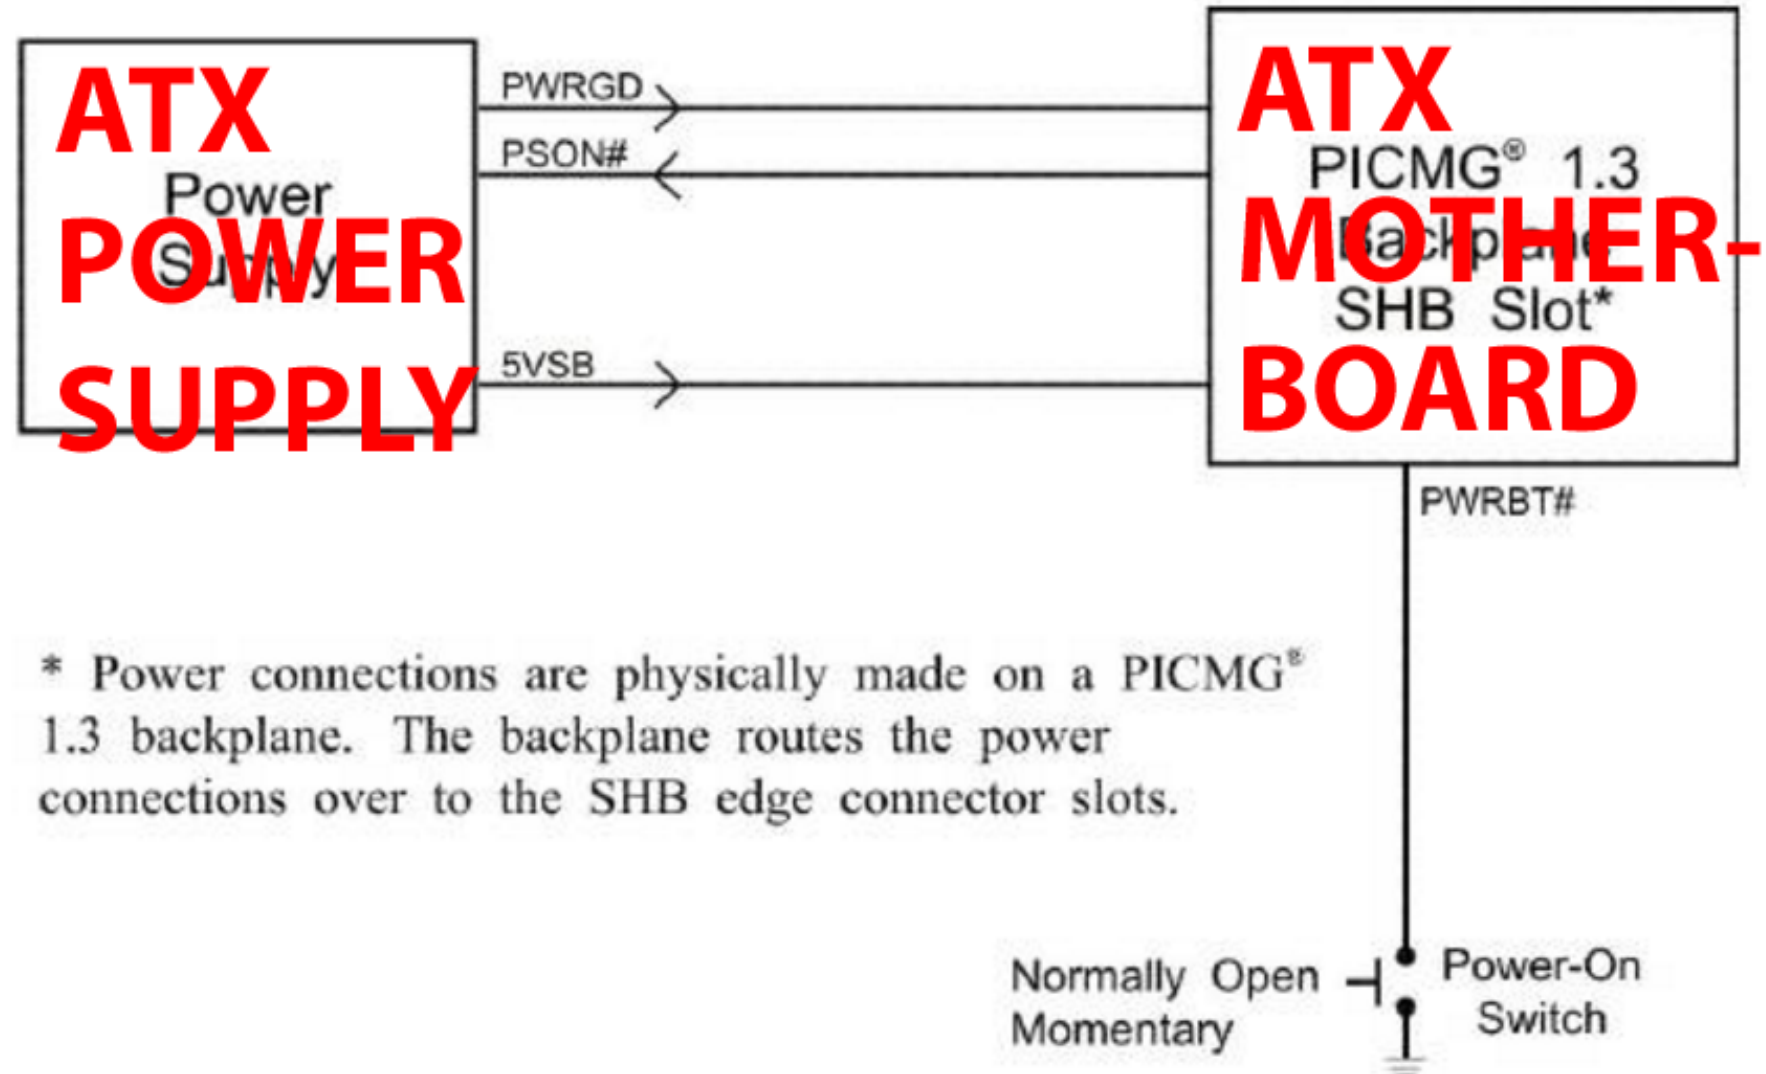 ATX
POWER
SUPPLY
Power
Supply
PWRGD
PSON#
5VSB
ATX
MOTHER-
BOARD
PICMG® 1.3
Backplane
SHB Slot*
PWRBT#
* Power connections are physically made on a PICMG®
1.3 backplane. The backplane routes the power
connections over to the SHB edge connector slots.
Normally Open
Momentary
Power-On
Switch